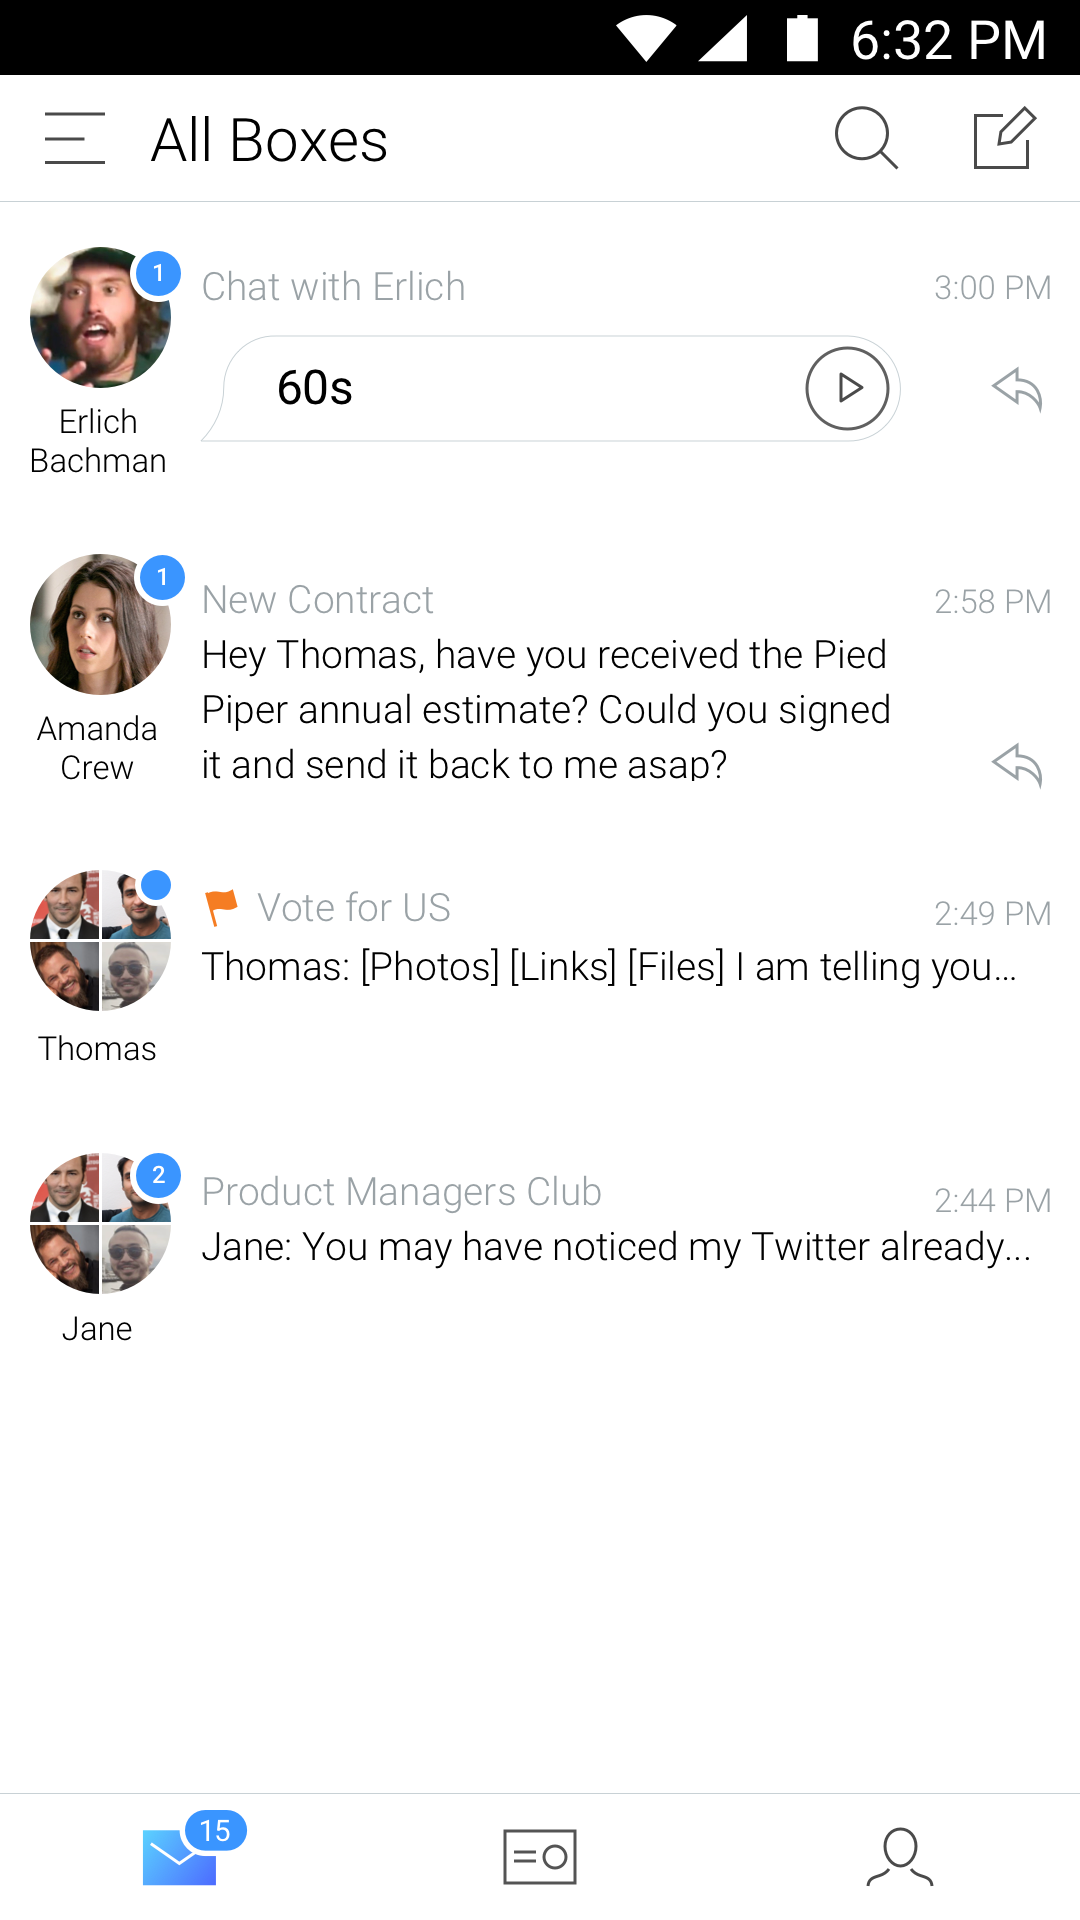 6:32 PM
All Boxes
1
Chat with Erlich
3:00 PM
60s
Erlich
Bachman
1
New Contract
2:58 PM
Hey Thomas, have you received the Pied
Piper annual estimate? Could you signed
it and send it back to me asap?
Amanda
Crew
Vote for US
2:49 PM
Thomas: [Photos] [Links] [Files] I am telling you...
Thomas
2
Product Managers Club
2:44 PM
Jane: You may have noticed my Twitter already...
Jane
15